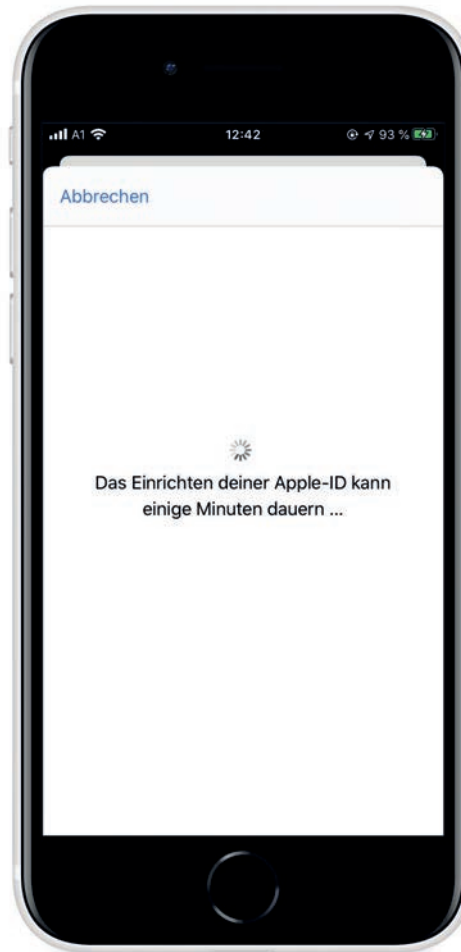 A1 12:42 93 %
Abbrechen
Das Einrichten deiner Apple-ID kann
einige Minuten dauern ...